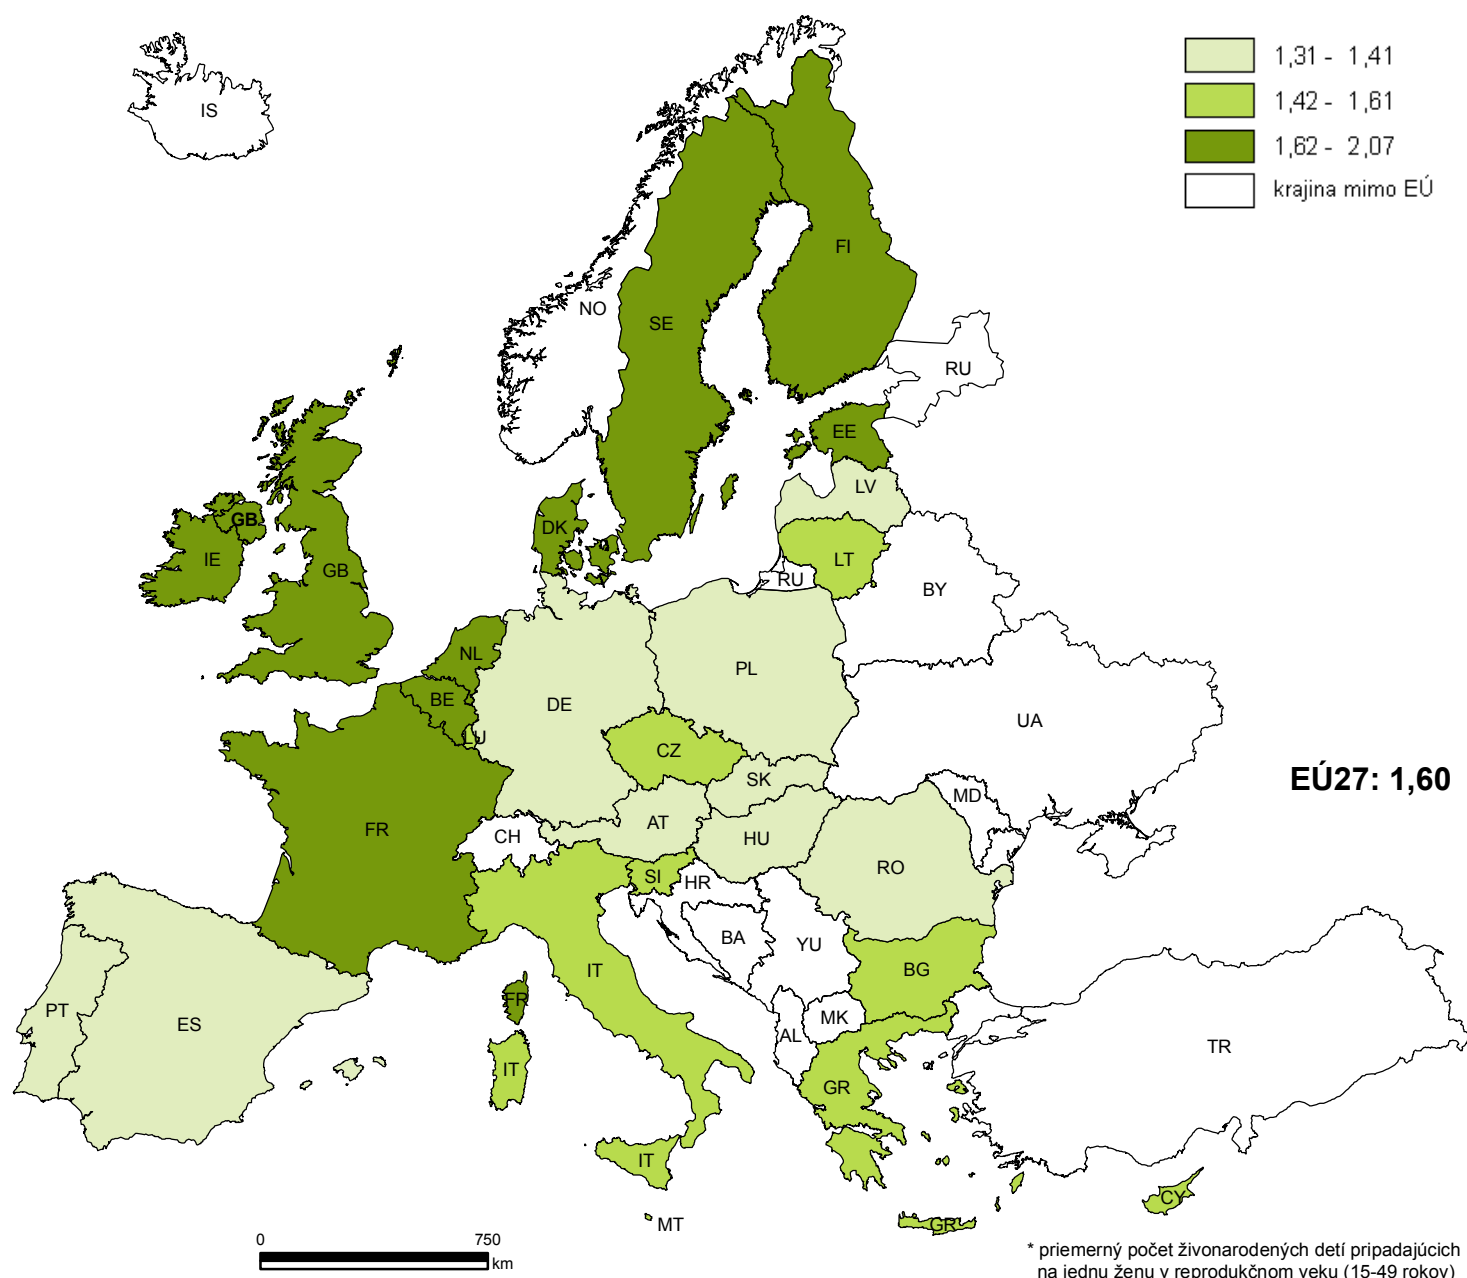 1,31 - 1,41
1,42 - 1,61
1,62 - 2,07
krajina mimo EÚ
IS
FI
NO
SE
RU
EE
LV
GB
DK
IE
GB
LT
RU
BY
NL
PL
BE
DE
UA
LU
CZ
SK
EÚ27: 1,60
MD
AT
FR
CH
HU
RO
SI
HR
BA
YU
BG
IT
FR
PT
ES
MK
AL
TR
IT
GR
IT
CY
MT
GR
0 750
km
* priemerný počet živonarodených detí pripadajúcich
na jednu ženu v reprodukčnom veku (15-49 rokov)